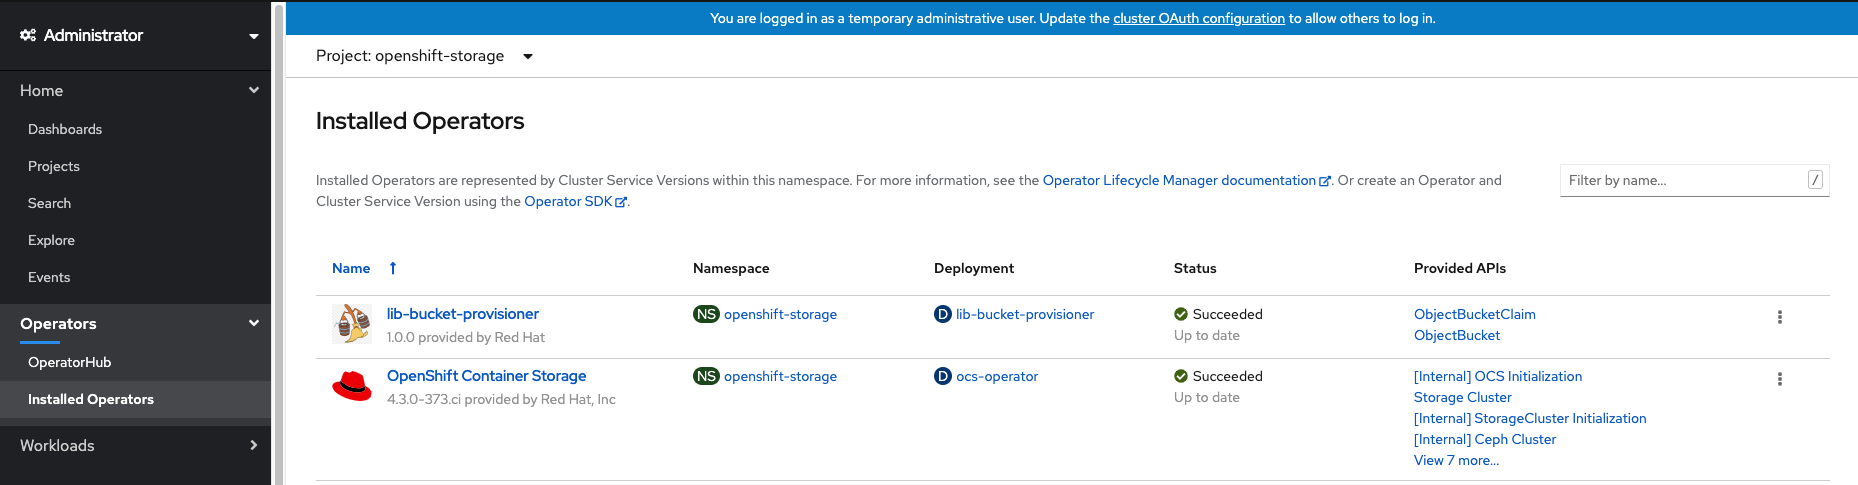 You are logged in as a temporary administrative user. Update the cluster OAuth configuration to allow others to log in.
Administrator
Home
Dashboards
Projects
Search
Explore
Events
Operators
OperatorHub
Installed Operators
Workloads
Project: openshift-storage
Installed Operators
Installed Operators are represented by Cluster Service Versions within this namespace. For more information, see the Operator Lifecycle Manager documentation. Or create an Operator and
Cluster Service Version using the Operator SDK.
Filter by name...
/
Name Namespace Deployment Status Provided APIs
lib-bucket-provisioner NS openshift-storage D lib-bucket-provisioner Succeeded ObjectBucketClaim
1.0.0 provided by Red Hat Up to date ObjectBucket
OpenShift Container Storage NS openshift-storage D ocs-operator Succeeded [Internal] OCS Initialization
4.3.0-373.ci provided by Red Hat, Inc Up to date Storage Cluster
[Internal] StorageCluster Initialization
[Internal] Ceph Cluster
View 7 more...